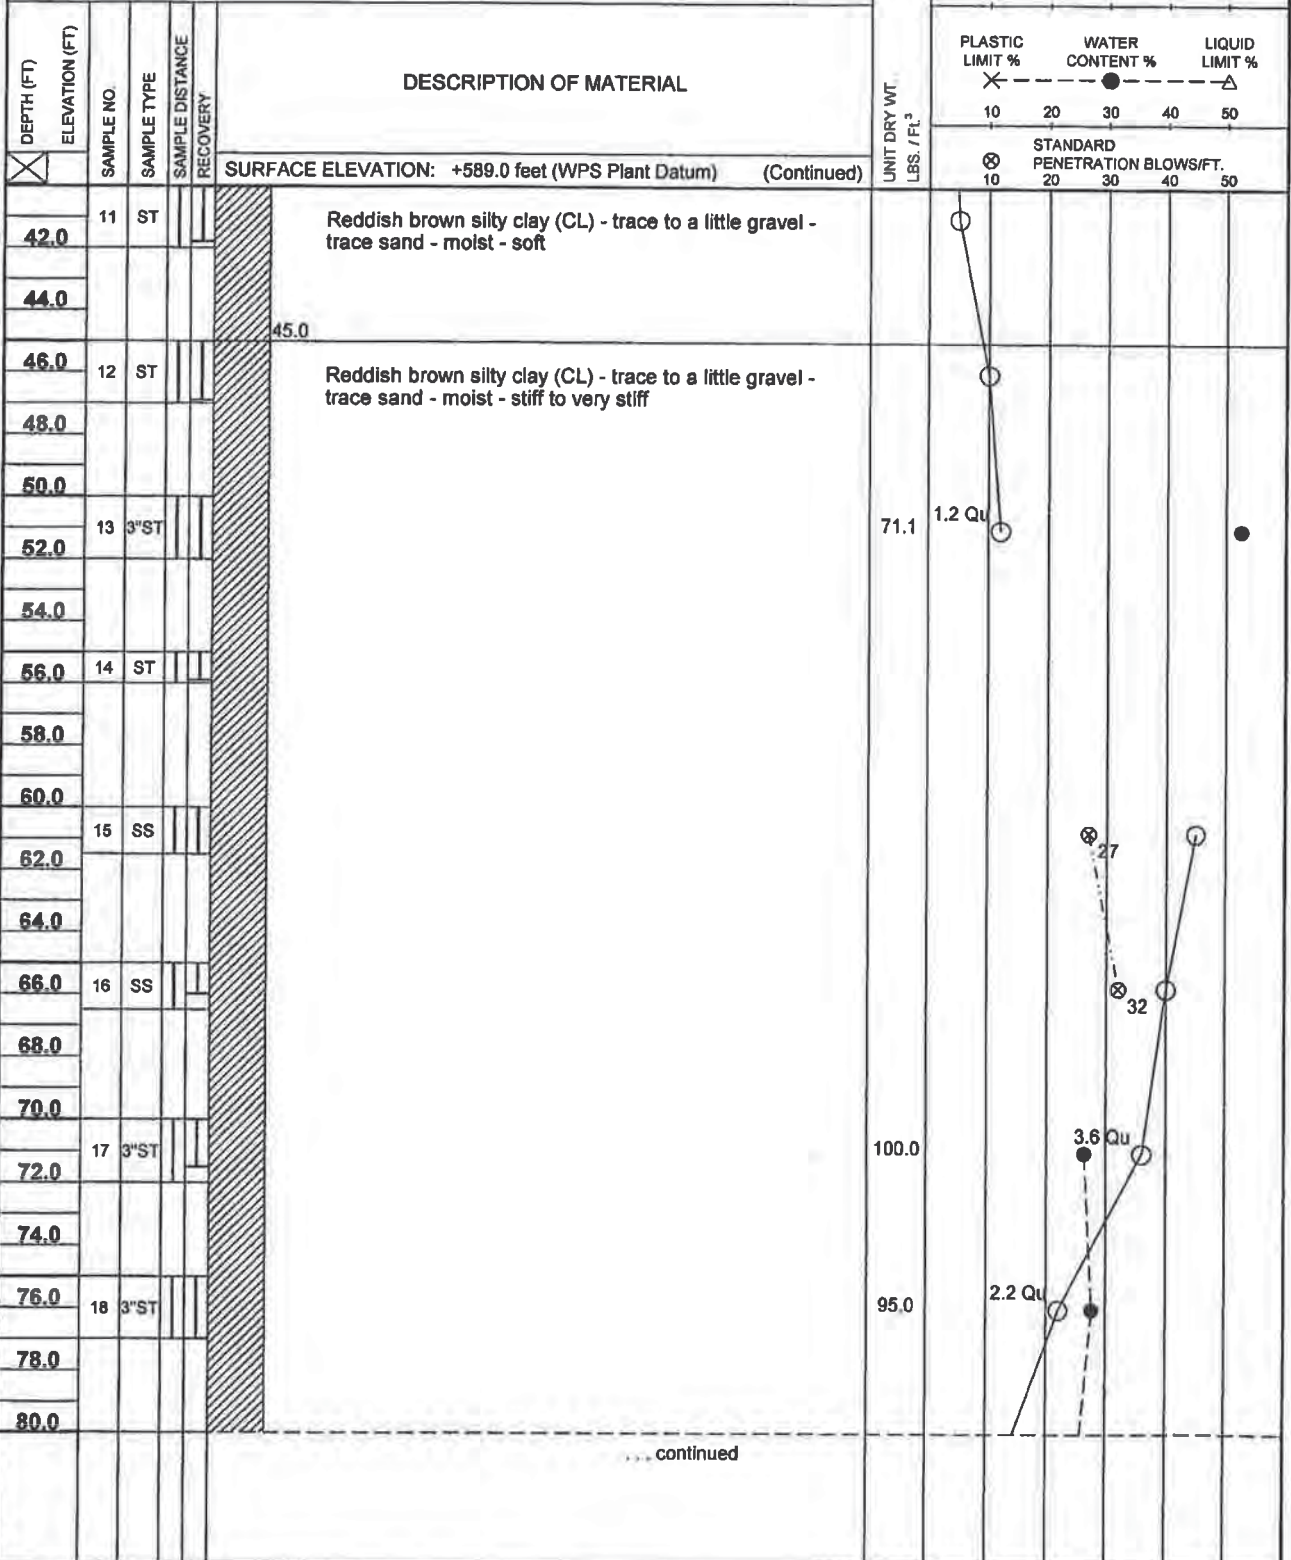 DEPTH (FT)
ELEVATION (FT)
SAMPLE NO.
SAMPLE TYPE
SAMPLE DISTANCE
RECOVERY
DESCRIPTION OF MATERIAL
SURFACE ELEVATION: +589.0 feet (WPS Plant Datum) (Continued)
UNIT DRY WT.
LBS. / Ft.³
PLASTIC LIMIT %
WATER CONTENT %
LIQUID LIMIT %
10 20 30 40 50
STANDARD
PENETRATION BLOWS/FT.
10 20 30 40 50
11 ST
Reddish brown silty clay (CL) - trace to a little gravel -
trace sand - moist - soft
42.0
44.0
45.0
46.0
12 ST
Reddish brown silty clay (CL) - trace to a little gravel -
trace sand - moist - stiff to very stiff
48.0
50.0
13 3"ST 71.1 1.2 Qu
52.0
54.0
56.0 14 ST
58.0
60.0
15 SS 27
62.0
64.0
66.0 16 SS 32
68.0
70.0
17 3"ST 100.0 3.6 Qu
72.0
74.0
76.0
18 3"ST 95.0 2.2 Qu
78.0
80.0
... continued